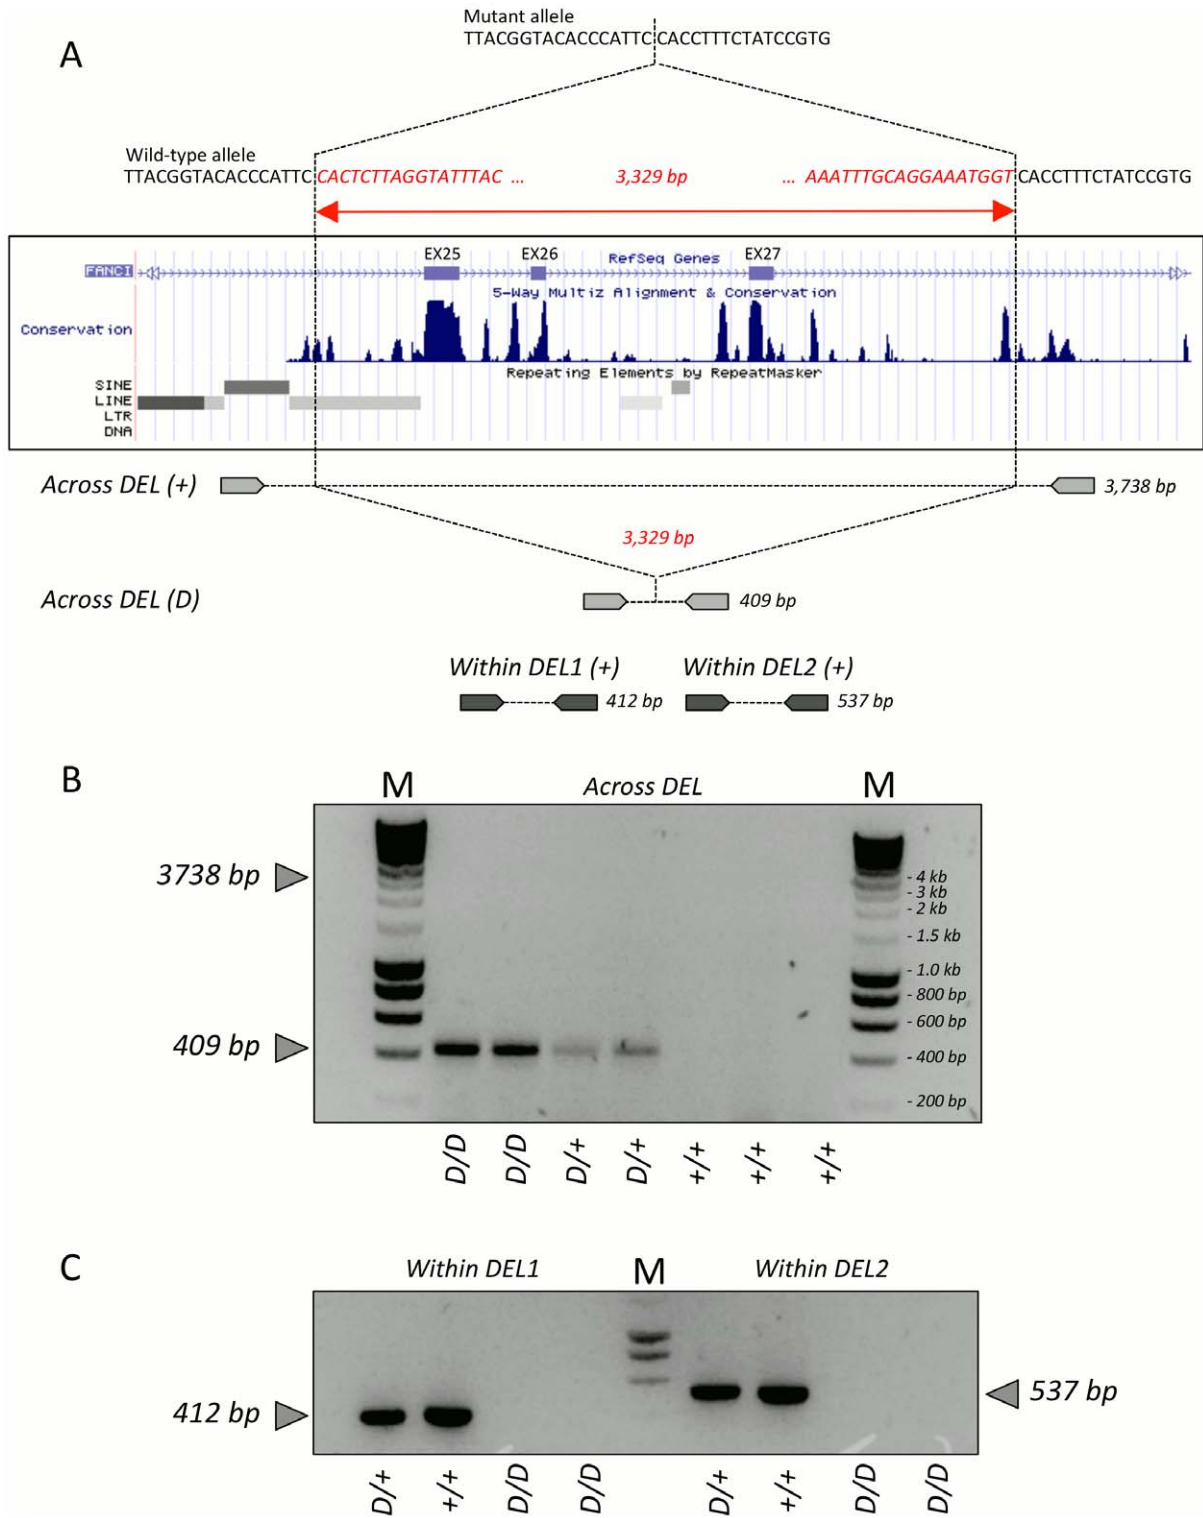 A
Mutant allele
TTACGGTACACCCATTC CACCTTTCTATCCGTG
Wild-type allele
TTACGGTACACCCATTC CACTCTTAGGTATTTAC ... 3,329 bp ... AAATTTGCAGGAAATGGT CACCTTTCTATCCGTG
EX25 EX26 EX27
RefSeq Genes
FANCI
5-Way Multiz Alignment & Conservation
Conservation
Repeating Elements by RepeatMasker
SINE
LINE
LTR
DNA
Across DEL (+) 3,738 bp
3,329 bp
Across DEL (D) 409 bp
Within DEL1 (+) Within DEL2 (+)
412 bp 537 bp
B
M Across DEL M
3738 bp
409 bp
- 4 kb
- 3 kb
- 2 kb
- 1.5 kb
- 1.0 kb
- 800 bp
- 600 bp
- 400 bp
- 200 bp
D/D D/D D/+ D/+ +/+ +/+ +/+
C
Within DEL1 M Within DEL2
412 bp 537 bp
D/+ +/+ D/D D/D D/+ +/+ D/D D/D